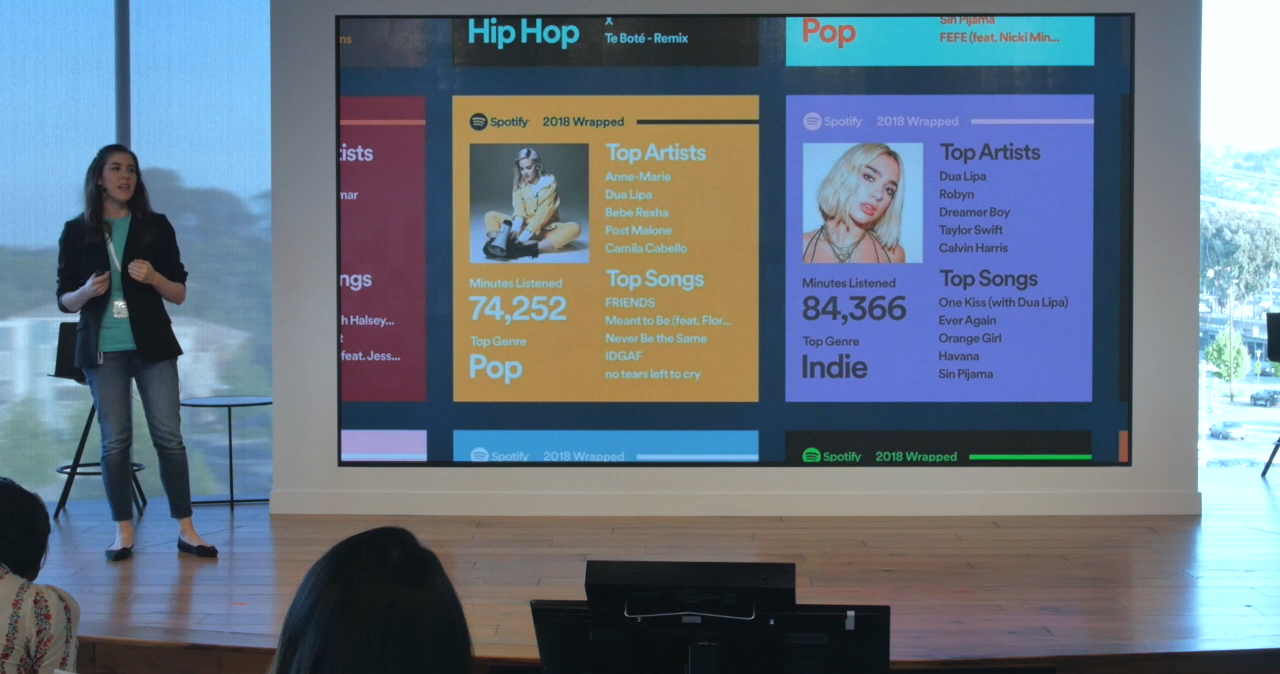 Hip Hop
X
Te Boté - Remix
Pop
Sin Pijama
FEFE (feat. Nicki Min...
ns
ists
mar
ngs
h Halsey...
t
feat. Jess...
Spotify 2018 Wrapped
Top Artists
Anne-Marie
Dua Lipa
Bebe Rexha
Post Malone
Camila Cabello
Minutes Listened
74,252
Top Genre
Pop
Top Songs
FRIENDS
Meant to Be (feat. Flor...
Never Be the Same
IDGAF
no tears left to cry
Spotify 2018 Wrapped
Top Artists
Dua Lipa
Robyn
Dreamer Boy
Taylor Swift
Calvin Harris
Minutes Listened
84,366
Top Genre
Indie
Top Songs
One Kiss (with Dua Lipa)
Ever Again
Orange Girl
Havana
Sin Pijama
Spotify 2018 Wrapped
Spotify 2018 Wrapped